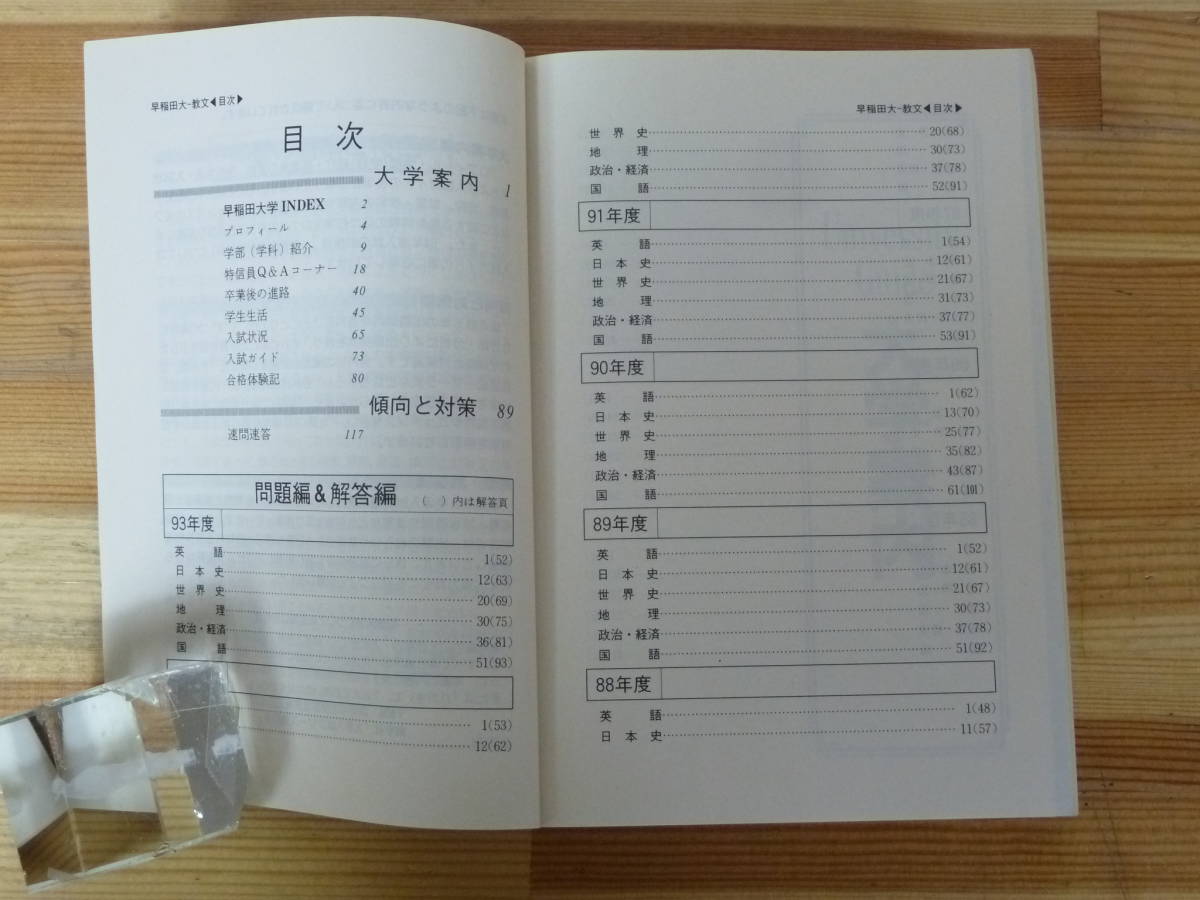 早稲田大-教文◀目次▶
目 次
大学案内 1
早稲田大学 INDEX 2
プロフィール 4
学部（学科）紹介 9
特信員Q&Aコーナー 18
卒業後の進路 40
学生生活 45
入試状況 65
入試ガイド 73
合格体験記 80
傾向と対策 89
速問速答 117
問題編&解答編 （ ）内は解答頁
93年度
英 語 1(52)
日 本 史 12(63)
世 界 史 20(69)
地 理 30(75)
政治・経済 36(81)
国 語 51(93)
1(53)
12(62)
早稲田大-教文◀目次▶
世 界 史 20(68)
地 理 30(73)
政治・経済 37(78)
国 語 52(91)
91年度
英 語 1(54)
日 本 史 12(61)
世 界 史 21(67)
地 理 31(73)
政治・経済 37(77)
国 語 53(91)
90年度
英 語 1(62)
日 本 史 13(70)
世 界 史 25(77)
地 理 35(82)
政治・経済 43(87)
国 語 61(101)
89年度
英 語 1(52)
日 本 史 12(61)
世 界 史 21(67)
地 理 30(73)
政治・経済 37(78)
国 語 51(92)
88年度
英 語 1(48)
日 本 史 11(57)